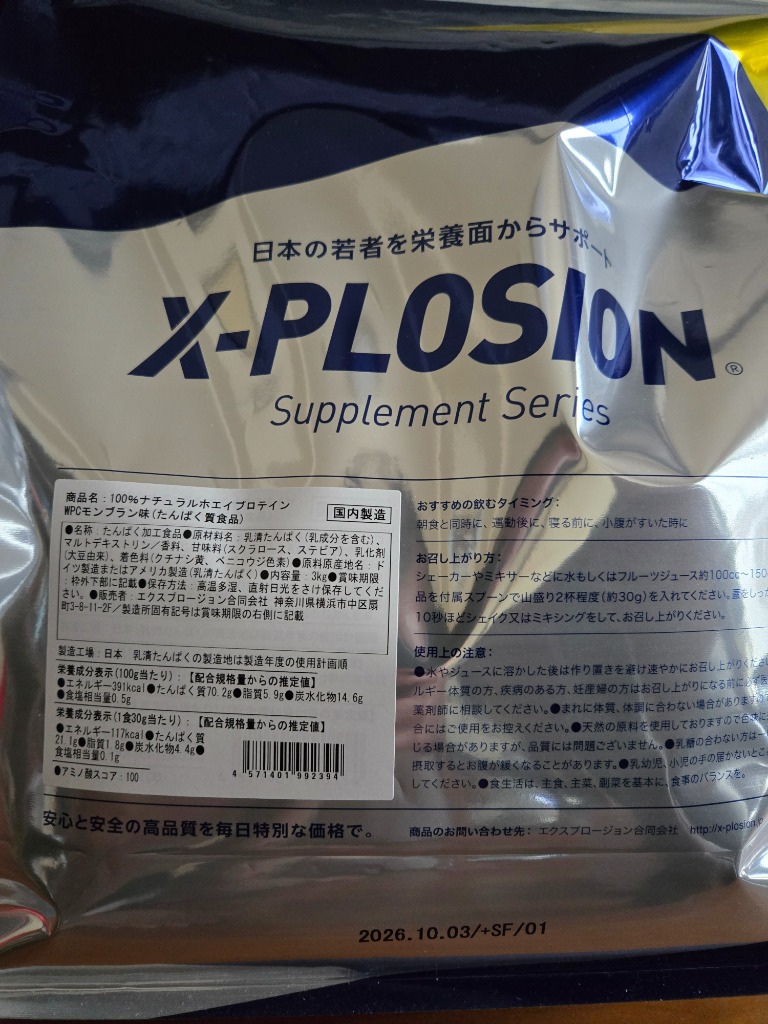 日本の若者を栄養面からサポート
X-PLOSION®
Supplement Series
商品名：100%ナチュラルホエイプロテイン
WPCモンブラン味(たんぱく質食品)
国内製造
●名称：たんぱく加工食品●原材料名：乳清たんぱく(乳成分を含む)、
マルトデキストリン/香料、甘味料(スクラロース、ステビア)、乳化剤
(大豆由来)、着色料(クチナシ黄、ベニコウジ色素)●原料原産地名：ド
イツ製造またはアメリカ製造(乳清たんぱく)●内容量：3kg●賞味期限
：枠外下部に記載●保存方法：高温多湿、直射日光をさけ保存してくださ
い。●販売者：エクスプロージョン合同会社 神奈川県横浜市中区扇
町3-8-11-2F／製造所固有記号は賞味期限の右側に記載
製造工場：日本 乳清たんぱくの製造地は製造年度の使用計画順
栄養成分表示(100g当たり)：【配合規格量からの推定値】
●エネルギー391kcal●たんぱく質70.2g●脂質5.9g●炭水化物14.6g
●食塩相当量0.5g
栄養成分表示(1食30g当たり)：【配合規格量からの推定値】
●エネルギー117kcal●たんぱく質
21.1g●脂質1.8g●炭水化物4.4g●
食塩相当量0.1g
●アミノ酸スコア：100
4 571401 992394
おすすめの飲むタイミング：
朝食と同時に、運動後に、寝る前に、小腹がすいた時に
お召し上がり方：
シェーカーやミキサーなどに水もしくはフルーツジュース約100cc〜150
品を付属スプーンで山盛り2杯程度(約30g)を入れてください。蓋をしっか
10秒ほどシェイク又はミキシングをして、お召し上がりください。
使用上の注意：
●水やジュースに溶かした後は作り置きを避け速やかにお召し上がりくださ
ルギー体質の方、疾病のある方、妊産婦の方はお召し上がりになる前に必ず医
薬剤師に相談してください。●まれに体質、体調に合わない場合があります
合にはご使用をお控えください。●天然の原料を使用しておりますので色味に
じる場合がありますが、品質には問題ございません。●乳糖の合わない方は
摂取するとお腹が緩くなることがあります。●乳幼児、小児の手の届かないとこ
してください。●食生活は、主食、主菜、副菜を基本に、食事のバランスを。
安心と安全の高品質を毎日特別な価格で。
商品のお問い合わせ先： エクスプロージョン合同会社 http://x-plosion.
2026.10.03/+SF/01